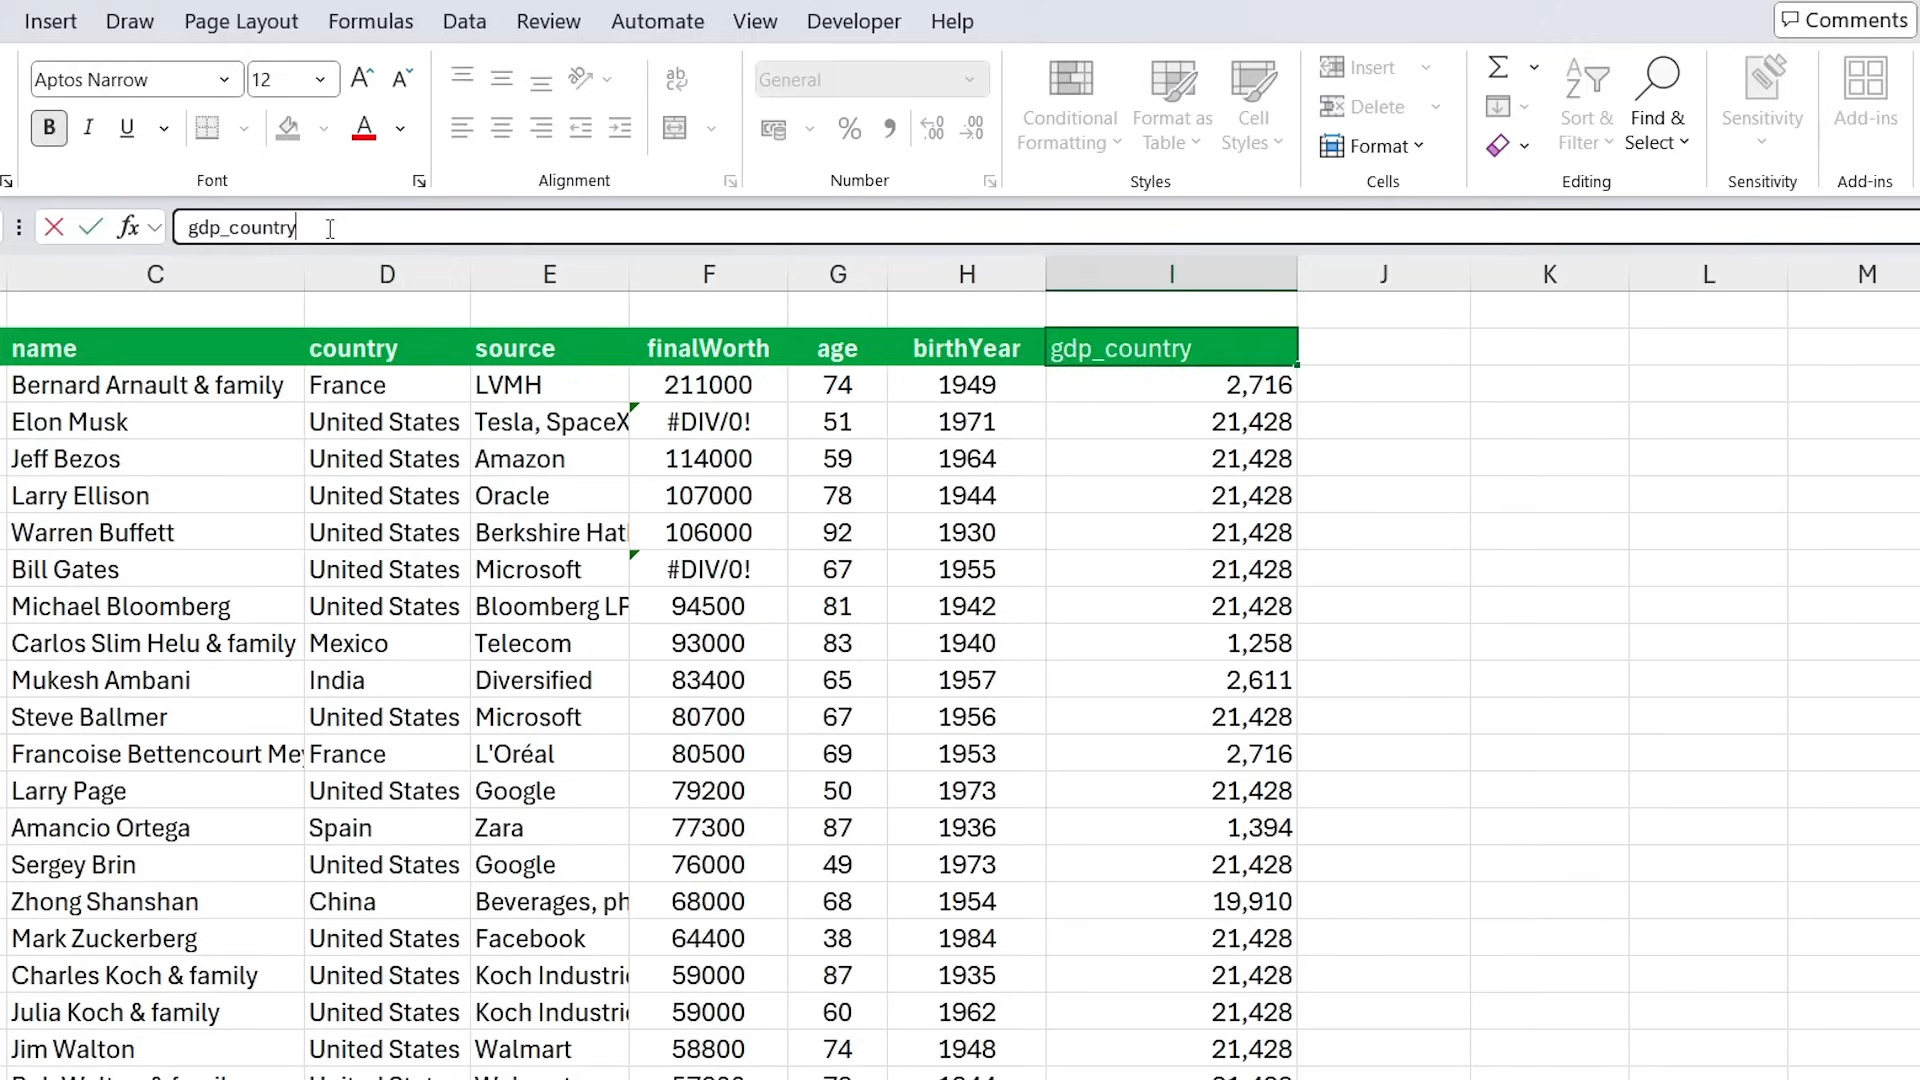 Insert Draw Page Layout Formulas Data Review Automate View Developer Help Comments
Aptos Narrow 12 A A ab General
B I U A % , .00 .00
Conditional Formatting Format as Table Cell Styles
Insert
Delete
Format
Sort & Filter Find & Select Sensitivity Add-ins
Font Alignment Number Styles Cells Editing Sensitivity Add-ins
fx gdp_country
C D E F G H I J K L M
name country source finalWorth age birthYear gdp_country
Bernard Arnault & family France LVMH 211000 74 1949 2,716
Elon Musk United States Tesla, SpaceX #DIV/0! 51 1971 21,428
Jeff Bezos United States Amazon 114000 59 1964 21,428
Larry Ellison United States Oracle 107000 78 1944 21,428
Warren Buffett United States Berkshire Hat 106000 92 1930 21,428
Bill Gates United States Microsoft #DIV/0! 67 1955 21,428
Michael Bloomberg United States Bloomberg LP 94500 81 1942 21,428
Carlos Slim Helu & family Mexico Telecom 93000 83 1940 1,258
Mukesh Ambani India Diversified 83400 65 1957 2,611
Steve Ballmer United States Microsoft 80700 67 1956 21,428
Francoise Bettencourt Mey France L'Oréal 80500 69 1953 2,716
Larry Page United States Google 79200 50 1973 21,428
Amancio Ortega Spain Zara 77300 87 1936 1,394
Sergey Brin United States Google 76000 49 1973 21,428
Zhong Shanshan China Beverages, ph 68000 68 1954 19,910
Mark Zuckerberg United States Facebook 64400 38 1984 21,428
Charles Koch & family United States Koch Industri 59000 87 1935 21,428
Julia Koch & family United States Koch Industri 59000 60 1962 21,428
Jim Walton United States Walmart 58800 74 1948 21,428